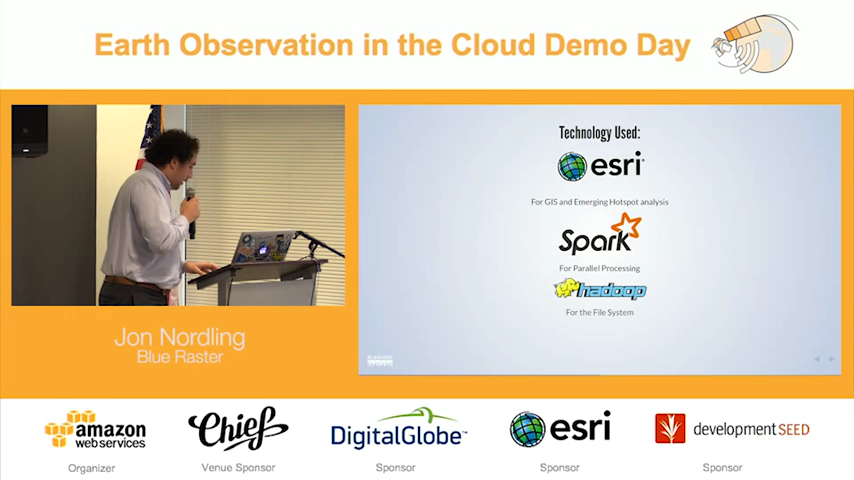 Earth Observation in the Cloud Demo Day
Technology Used:
esri
For GIS and Emerging Hotspot analysis
Spark
For Parallel Processing
hadoop
For the File System
Jon Nordling
Blue Raster
amazon
webservices
Chief
DigitalGlobe™
esri
development SEED
Organizer
Venue Sponsor
Sponsor
Sponsor
Sponsor